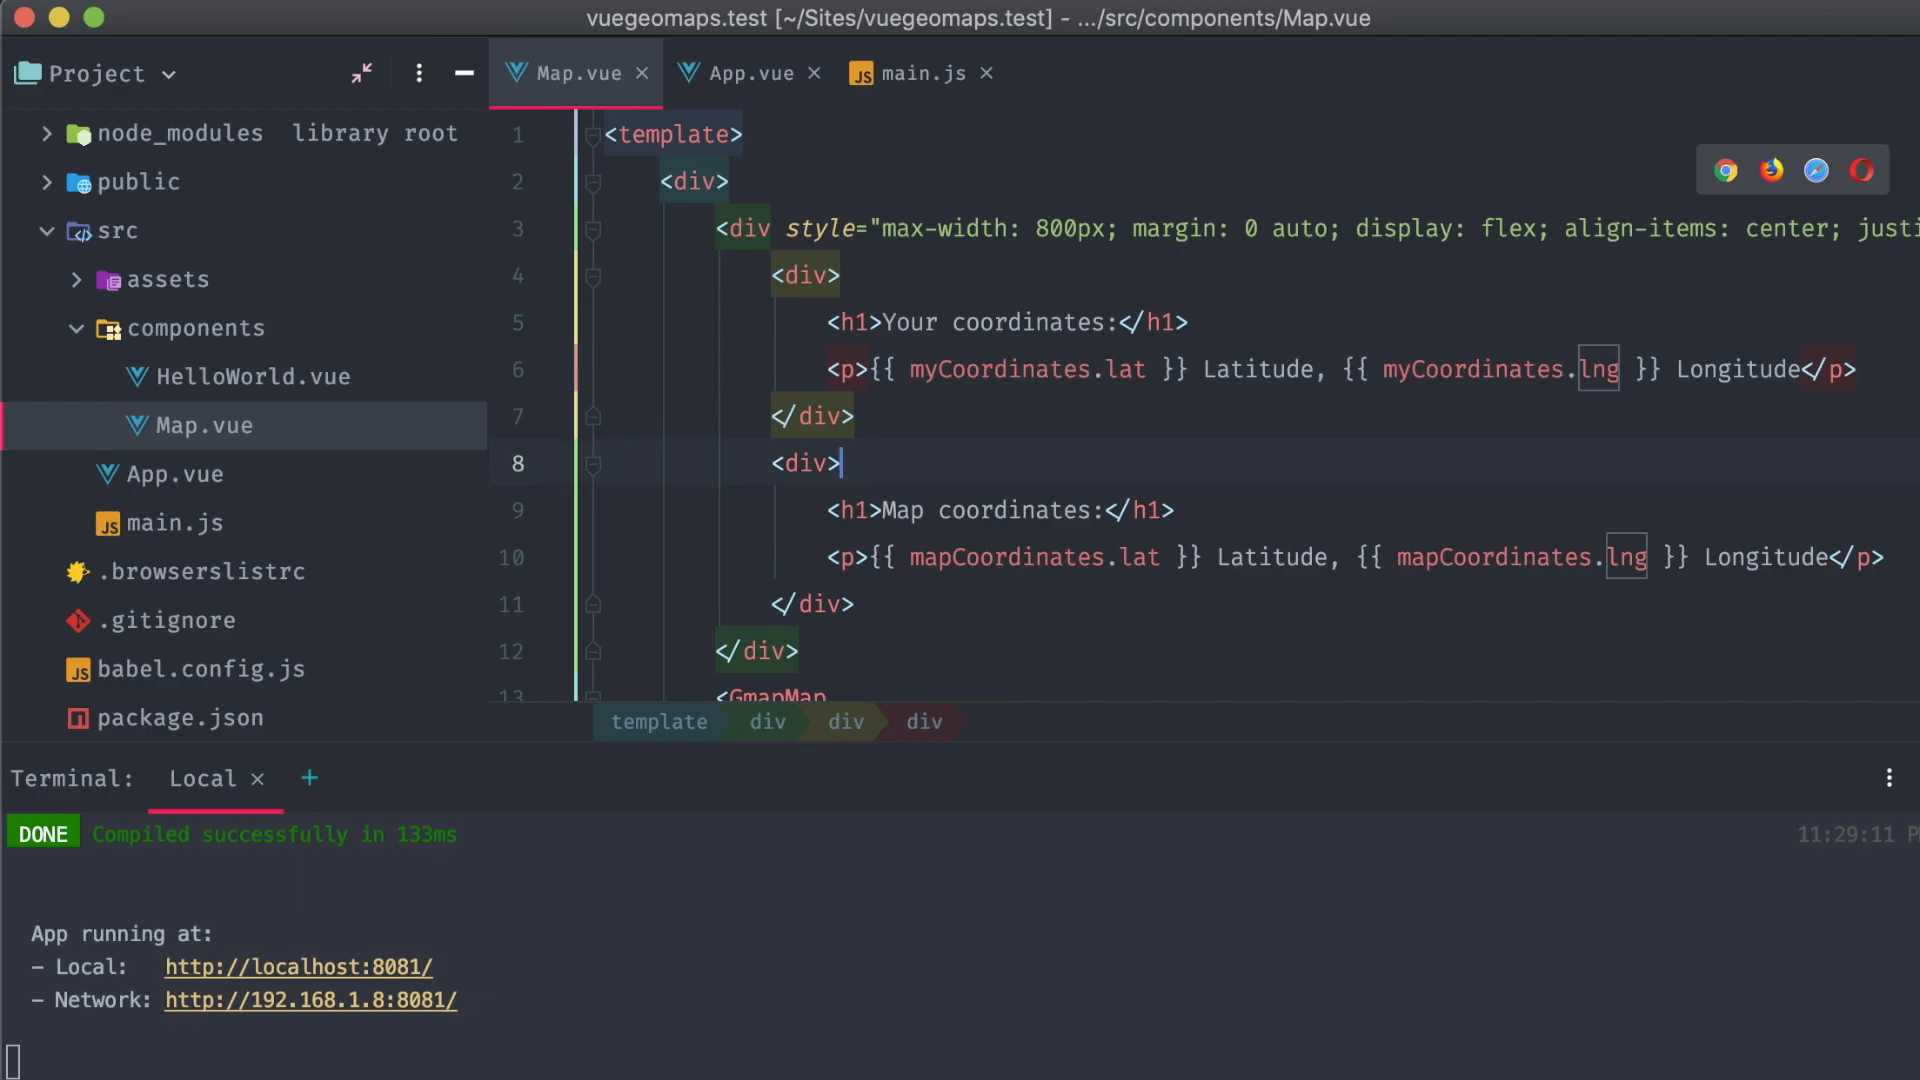 vuegeomaps.test [~/Sites/vuegeomaps.test] - .../src/components/Map.vue
Project
Map.vue
App.vue
JS main.js
node_modules library root
public
src
assets
components
HelloWorld.vue
Map.vue
App.vue
JS main.js
.browserslistrc
.gitignore
JS babel.config.js
package.json
1 <template>
2 <div>
3 <div style="max-width: 800px; margin: 0 auto; display: flex; align-items: center; justi
4 <div>
5 <h1>Your coordinates:</h1>
6 <p>{{ myCoordinates.lat }} Latitude, {{ myCoordinates.lng }} Longitude</p>
7 </div>
8 <div>
9 <h1>Map coordinates:</h1>
10 <p>{{ mapCoordinates.lat }} Latitude, {{ mapCoordinates.lng }} Longitude</p>
11 </div>
12 </div>
13 <GmapMap
template div div div
Terminal: Local +
DONE Compiled successfully in 133ms 11:29:11 P
App running at:
- Local: http://localhost:8081/
- Network: http://192.168.1.8:8081/